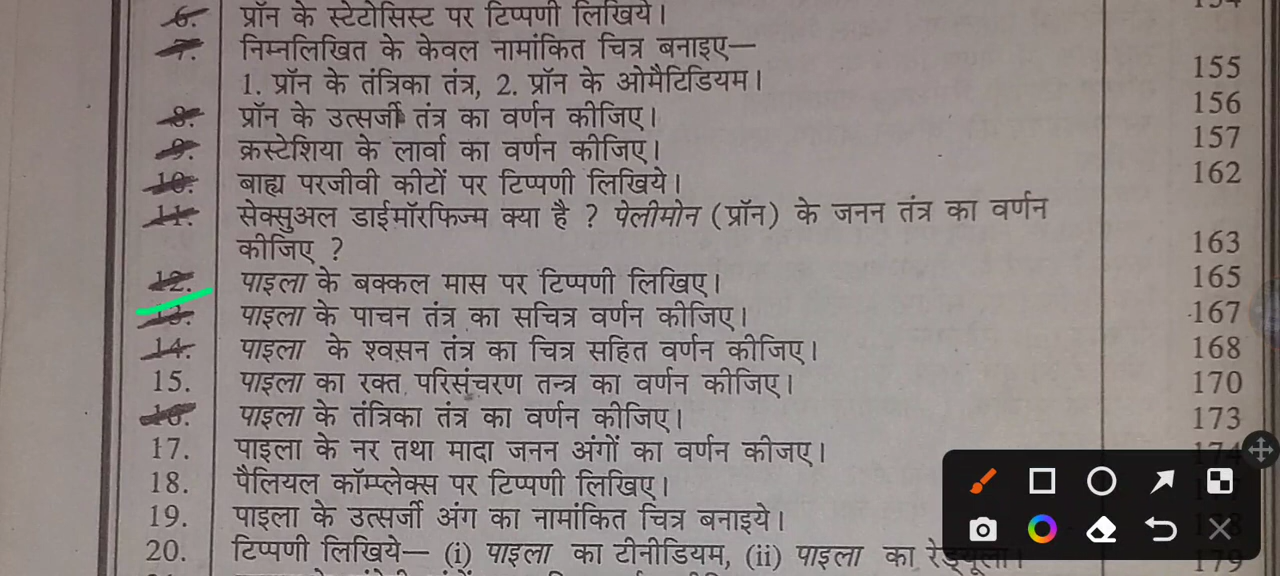 6. प्रॉन के स्टेटोसिस्ट पर टिप्पणी लिखिये। 154
7. निम्नलिखित के केवल नामांकित चित्र बनाइए—
1. प्रॉन के तंत्रिका तंत्र, 2. प्रॉन के ओमैटिडियम। 155
8. प्रॉन के उत्सर्जी तंत्र का वर्णन कीजिए। 156
9. क्रस्टेशिया के लार्वा का वर्णन कीजिए। 157
10. बाह्य परजीवी कीटों पर टिप्पणी लिखिये। 162
11. सेक्सुअल डाईमॉरफिज्म क्या है ? पेलीमोन (प्रॉन) के जनन तंत्र का वर्णन
कीजिए ? 163
12. पाइला के बक्कल मास पर टिप्पणी लिखिए। 165
13. पाइला के पाचन तंत्र का सचित्र वर्णन कीजिए। 167
14. पाइला के श्वसन तंत्र का चित्र सहित वर्णन कीजिए। 168
15. पाइला का रक्त परिसंचरण तन्त्र का वर्णन कीजिए। 170
16. पाइला के तंत्रिका तंत्र का वर्णन कीजिए। 173
17. पाइला के नर तथा मादा जनन अंगों का वर्णन कीजए। 174
18. पैलियल कॉम्प्लेक्स पर टिप्पणी लिखिए।
19. पाइला के उत्सर्जी अंग का नामांकित चित्र बनाइये। 178
20. टिप्पणी लिखिये— (i) पाइला का टीनीडियम, (ii) पाइला का रेड्यूला। 179